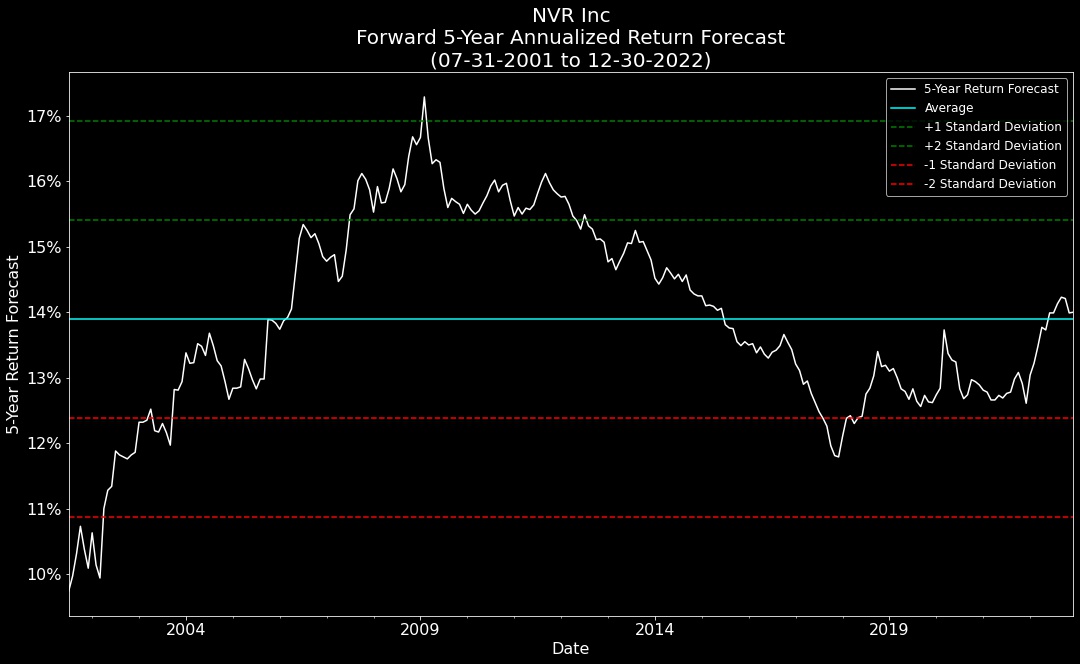 NVR Inc
Forward 5-Year Annualized Return Forecast
(07-31-2001 to 12-30-2022)
5-Year Return Forecast
Average
+1 Standard Deviation
+2 Standard Deviation
-1 Standard Deviation
-2 Standard Deviation
5-Year Return Forecast
17%
16%
15%
14%
13%
12%
11%
10%
2004
2009
2014
2019
Date